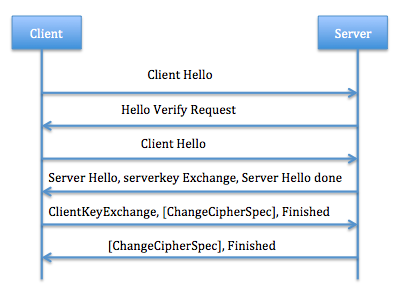 Client
Server
Client Hello
Hello Verify Request
Client Hello
Server Hello, serverkey Exchange, Server Hello done
ClientKeyExchange, [ChangeCipherSpec], Finished
[ChangeCipherSpec], Finished